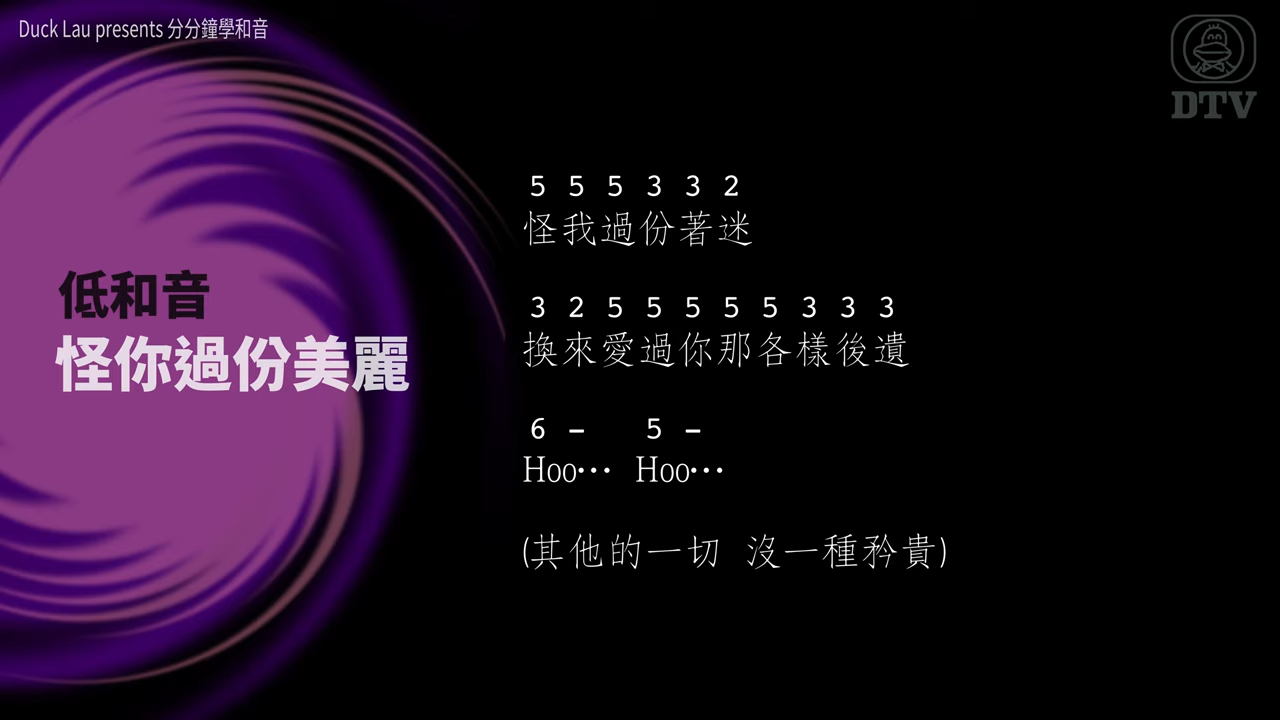 Duck Lau presents 分分鐘學和音
DTV
低和音
怪你過份美麗
5 5 5 3 3 2
怪我過份著迷
3 2 5 5 5 5 5 3 3 3
換來愛過你那各樣後遺
6 – 5 –
Hoo… Hoo…
(其他的一切 沒一種矜貴)